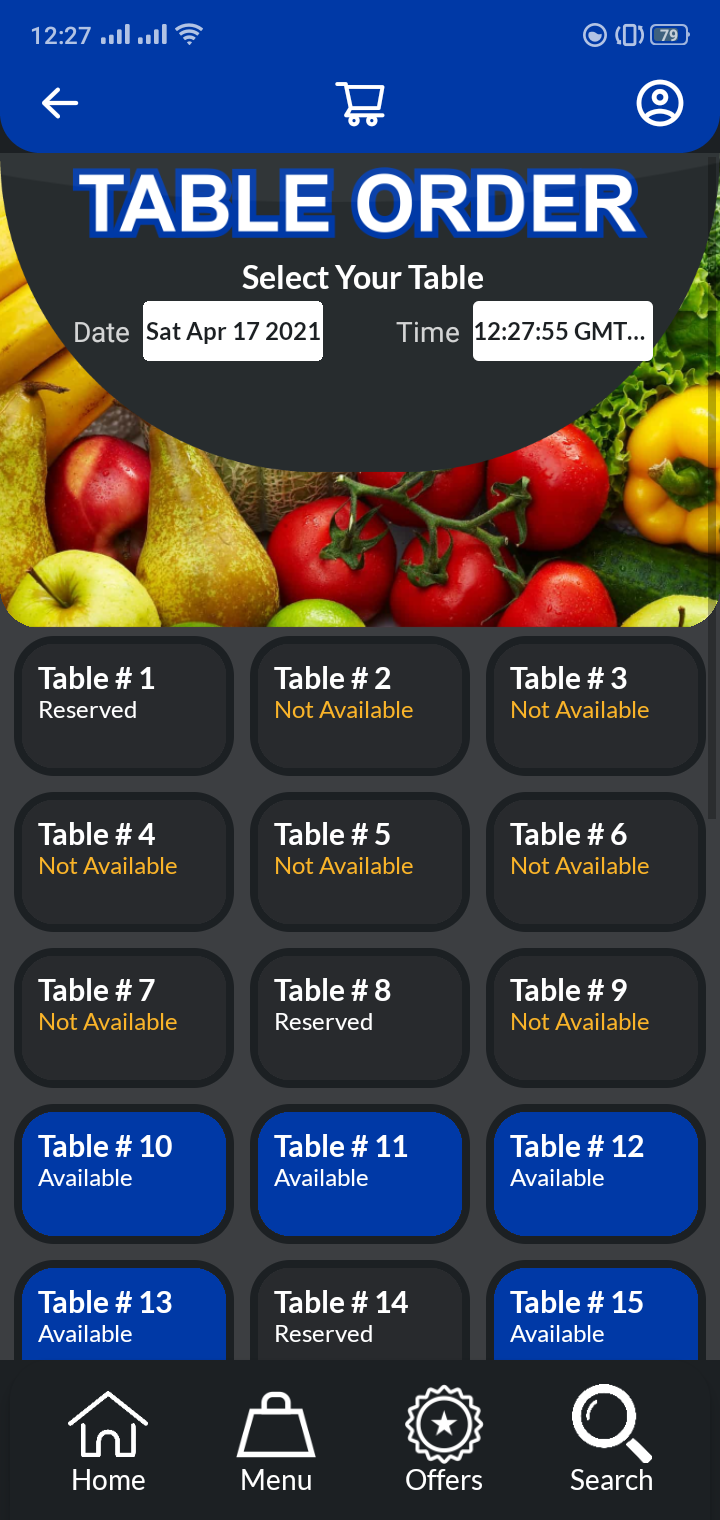 12:27
79
TABLE ORDER
Select Your Table
Date Sat Apr 17 2021 Time 12:27:55 GMT...
Table # 1 Table # 2 Table # 3
Reserved Not Available Not Available
Table # 4 Table # 5 Table # 6
Not Available Not Available Not Available
Table # 7 Table # 8 Table # 9
Not Available Reserved Not Available
Table # 10 Table # 11 Table # 12
Available Available Available
Table # 13 Table # 14 Table # 15
Available Reserved Available
Home Menu Offers Search